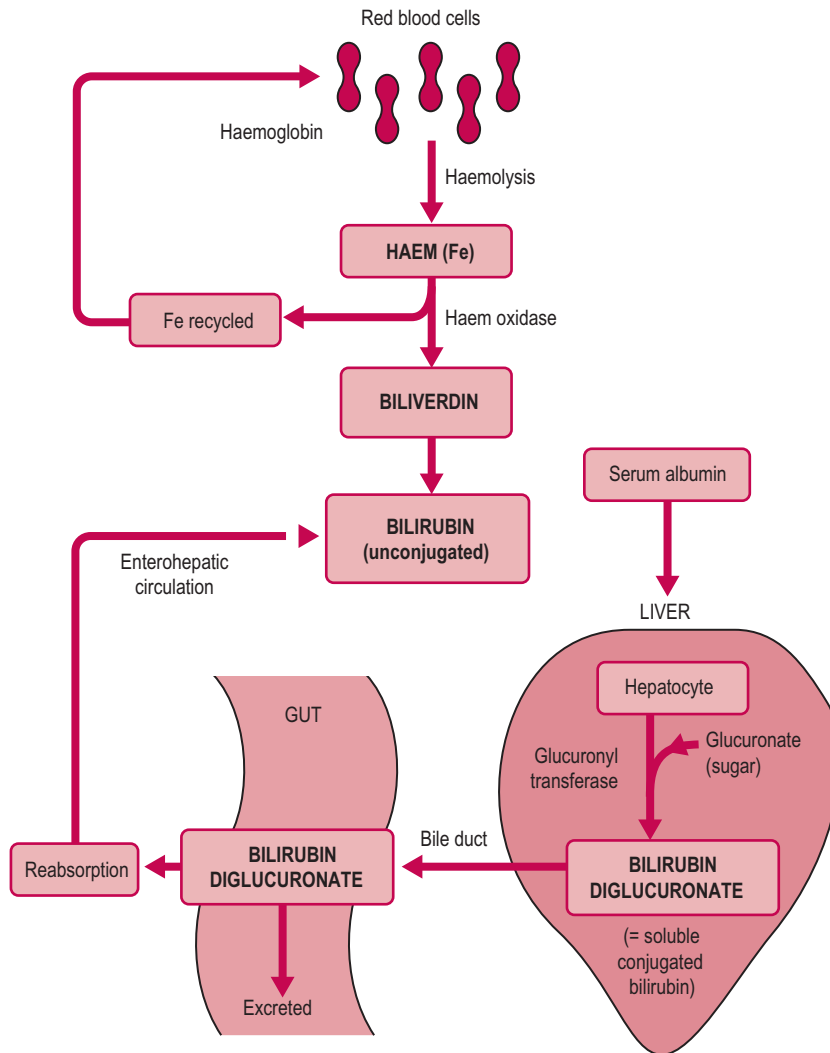 Red blood cells
Haemoglobin
Haemolysis
HAEM (Fe)
Fe recycled
Haem oxidase
BILIVERDIN
Serum albumin
BILIRUBIN
(unconjugated)
Enterohepatic
circulation
LIVER
Hepatocyte
GUT
Glucuronyl
transferase
Glucuronate
(sugar)
Bile duct
Reabsorption
BILIRUBIN
DIGLUCURONATE
BILIRUBIN
DIGLUCURONATE
(= soluble
conjugated
bilirubin)
Excreted